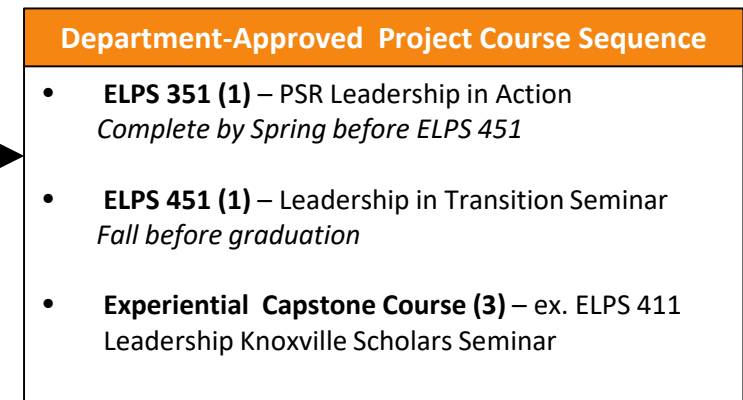 Department-Approved Project Course Sequence
• ELPS 351 (1) – PSR Leadership in Action
Complete by Spring before ELPS 451
• ELPS 451 (1) – Leadership in Transition Seminar
Fall before graduation
• Experiential Capstone Course (3) – ex. ELPS 411
Leadership Knoxville Scholars Seminar